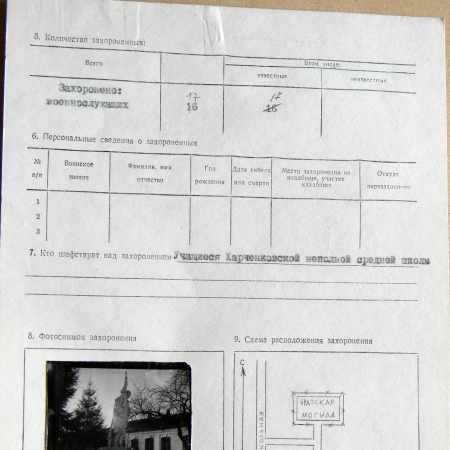 5. Количество захороненных:
Всего
В том числе:
известных
неизвестных
Захоронено:
военнослужащих
17
16
17
16
6. Персональные сведения о захороненных
№ п/п
Воинское звание
Фамилия, имя отчество
Год рождения
Дата гибели или смерти
Место захоронения на кладбище, участке кладбища
Откуда перезахоронен
1
2
3
7. Кто шефствует над захоронением Учащиеся Харченковской неполной средней школы
8. Фотоснимок захоронения
9. Схема расположения захоронения
С
БРАТСКАЯ
МОГИЛА